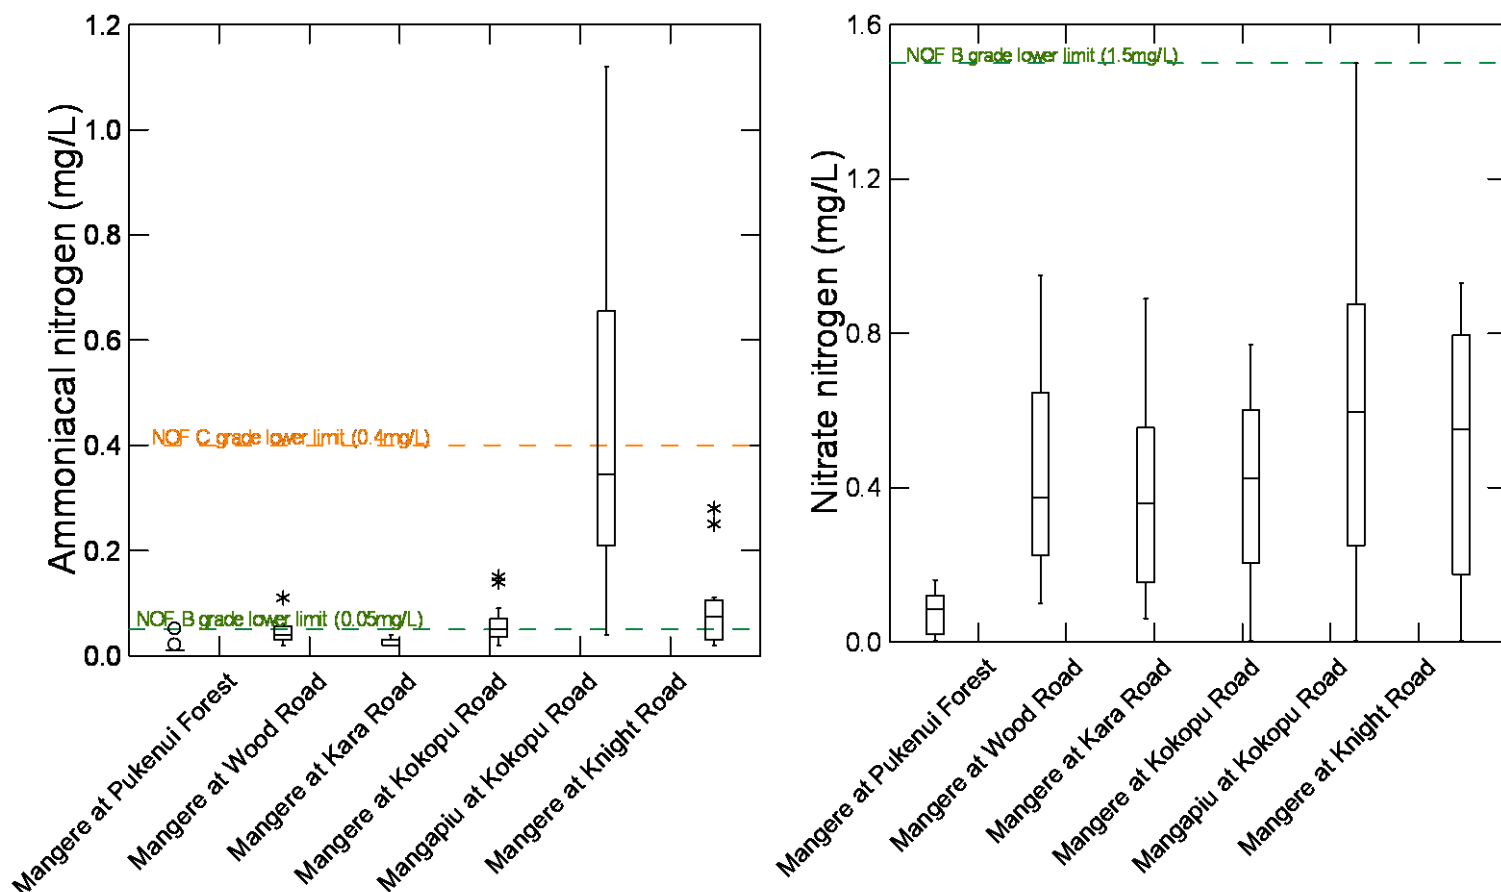 Ammoniacal nitrogen (mg/L)
1.2
1.0
0.8
0.6
0.4
0.2
0.0
NOF C grade lower limit (0.4mg/L)
NOF B grade lower limit (0.05mg/L)
Mangere at Pukenui Forest
Mangere at Wood Road
Mangere at Kara Road
Mangere at Kokopu Road
Mangapiu at Kokopu Road
Mangere at Knight Road
Nitrate nitrogen (mg/L)
1.6
1.2
0.8
0.4
0.0
NOF B grade lower limit (1.5mg/L)
Mangere at Pukenui Forest
Mangere at Wood Road
Mangere at Kara Road
Mangere at Kokopu Road
Mangapiu at Kokopu Road
Mangere at Knight Road